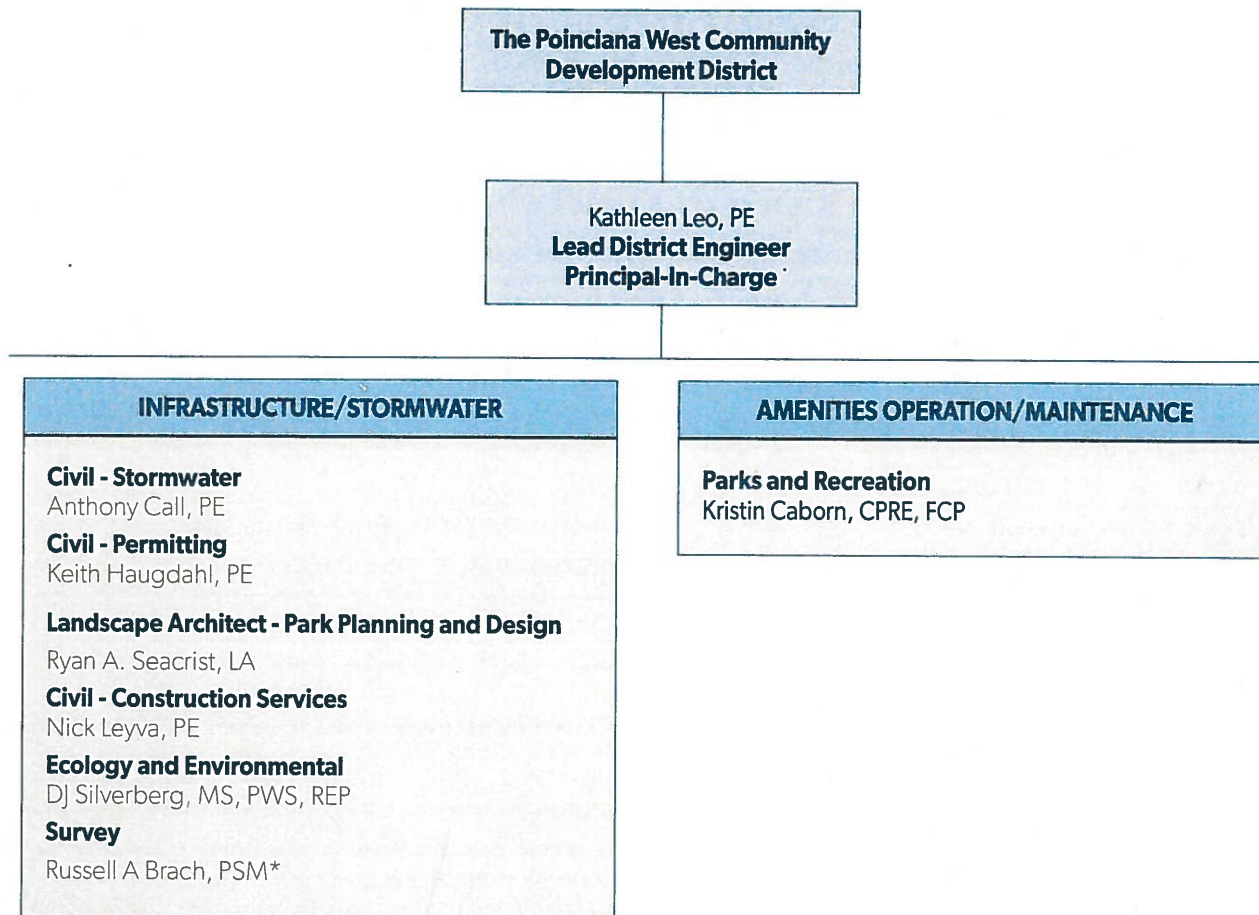 The Poinciana West Community
Development District
Kathleen Leo, PE
Lead District Engineer
Principal-In-Charge
INFRASTRUCTURE/STORMWATER
Civil - Stormwater
Anthony Call, PE
Civil - Permitting
Keith Haugdahl, PE
Landscape Architect - Park Planning and Design
Ryan A. Seacrist, LA
Civil - Construction Services
Nick Leyva, PE
Ecology and Environmental
DJ Silverberg, MS, PWS, REP
Survey
Russell A Brach, PSM*
AMENITIES OPERATION/MAINTENANCE
Parks and Recreation
Kristin Caborn, CPRE, FCP